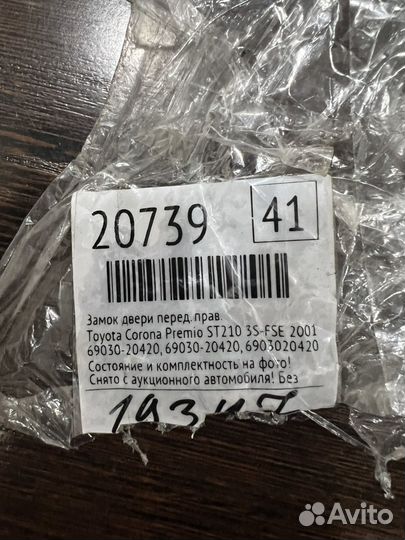 20739 41
Замок двери перед.прав.
Toyota Corona Premio ST210 3S-FSE 2001
69030-20420, 69030-20420, 6903020420
Состояние и комплектность на фото!
Снято с аукционного автомобиля! Без
Avito